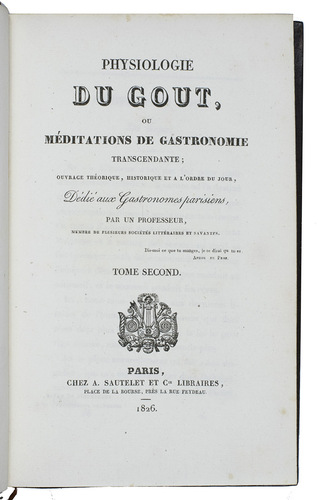 PHYSIOLOGIE
DU GOUT,
OU
MÉDITATIONS DE GASTRONOMIE
TRANSCENDANTE;
OUVRAGE THÉORIQUE, HISTORIQUE ET A L'ORDRE DU JOUR,
Dédié aux Gastronomes parisiens,
PAR UN PROFESSEUR,
MEMBRE DE PLUSIEURS SOCIÉTÉS LITTÉRAIRES ET SAVANTES.
Dis-moi ce que tu manges, je te dirai qui tu es
APHOR. DU PROF.
TOME SECOND.
PARIS,
CHEZ A. SAUTELET ET Cie LIBRAIRES,
PLACE DE LA BOURSE, PRÈS LA RUE FEYDEAU.
1826.